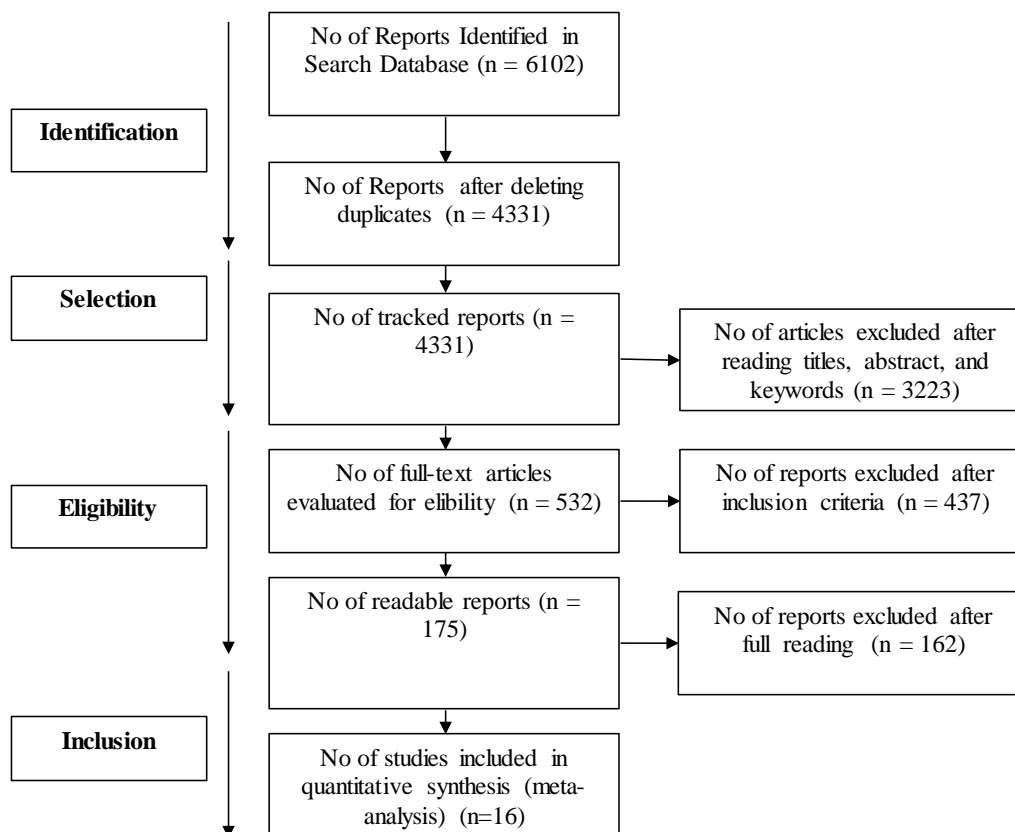 No of Reports Identified in
Search Database (n = 6102)
Identification
No of Reports after deleting
duplicates (n = 4331)
Selection
No of tracked reports (n =
4331)
No of articles excluded after
reading titles, abstract, and
keywords (n = 3223)
Eligibility
No of full-text articles
evaluated for elibility (n = 532)
No of reports excluded after
inclusion criteria (n = 437)
No of readable reports (n =
175)
No of reports excluded after
full reading (n = 162)
Inclusion
No of studies included in
quantitative synthesis (meta-
analysis) (n=16)